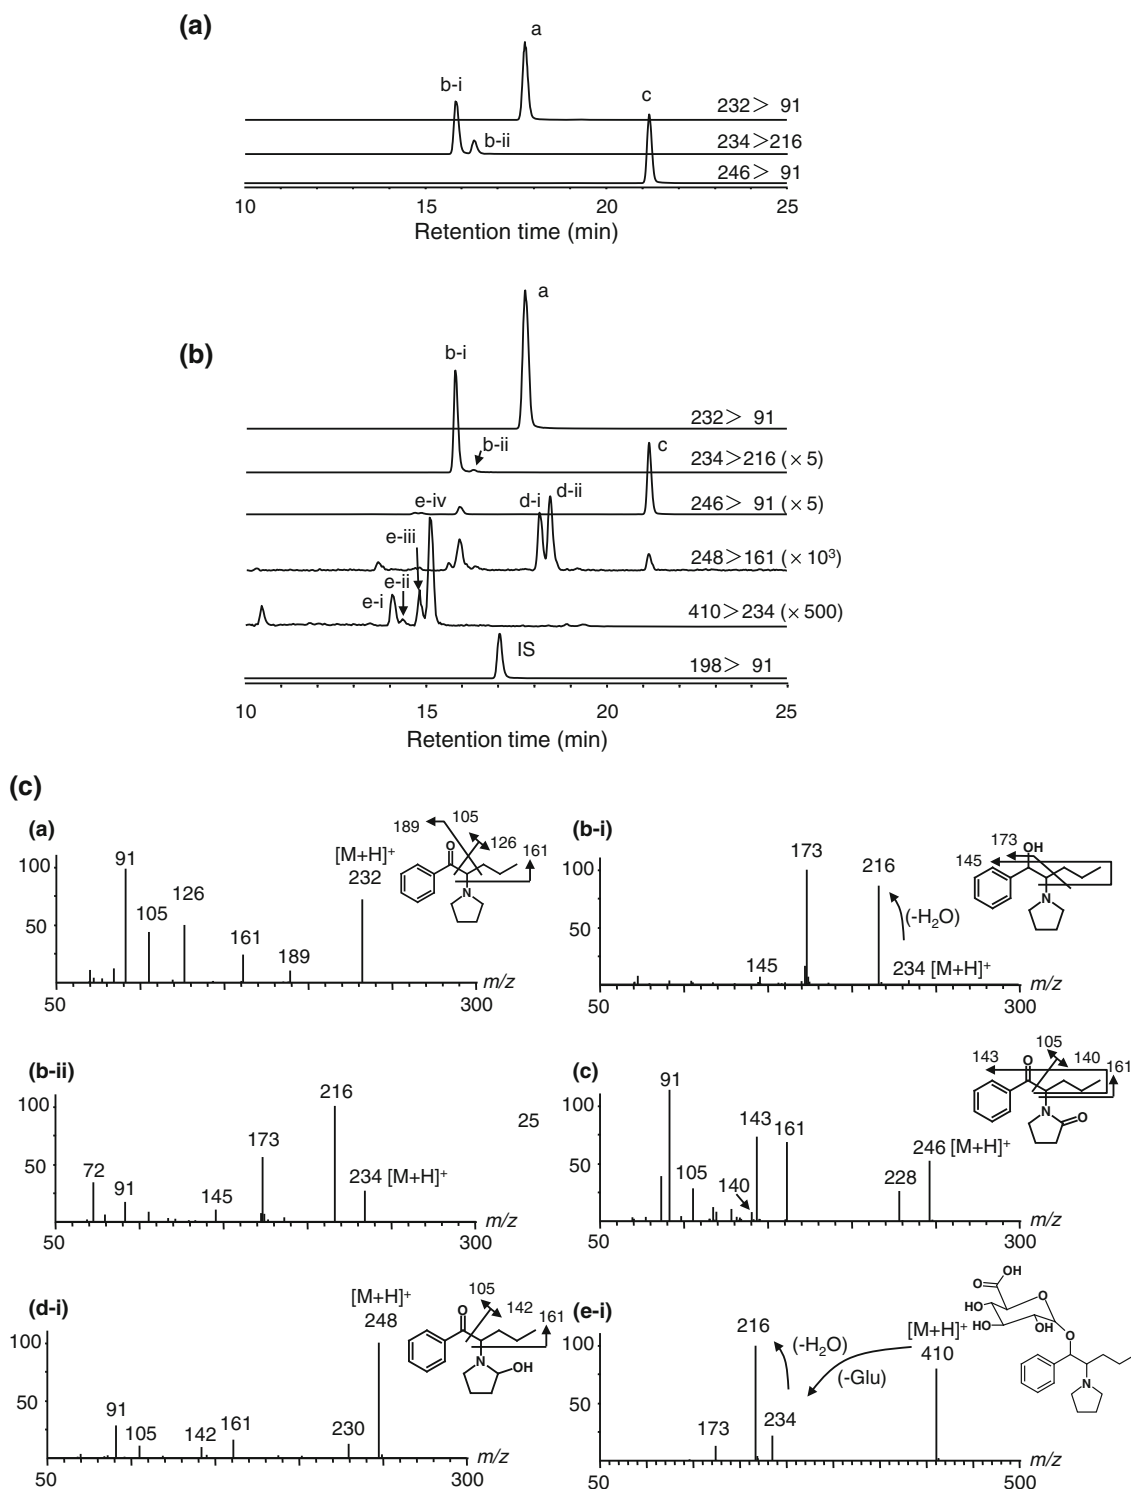 (a)
a
b-i
b-ii
c
232> 91
234>216
246> 91
10 15 20 25
Retention time (min)
(b)
a
b-i
b-ii
c
232> 91
234>216 (× 5)
246> 91 (× 5)
e-iv
d-i
d-ii
e-iii
248>161 (× 10³)
e-ii
e-i
410>234 (× 500)
IS
198> 91
10 15 20 25
Retention time (min)
(c)
(a)
100
50
91
105
126
161
189
[M+H]⁺
232
189
105
126
161
O
N
50 300
m/z
(b-i)
100
50
173
216
(-H₂O)
145
234 [M+H]⁺
173
145
OH
N
50 300
m/z
(b-ii)
100
50
72
91
145
173
216
234 [M+H]⁺
25
50 300
m/z
(c)
100
50
91
105
140
143
161
228
246 [M+H]⁺
143
105
140
161
O
N
O
50 300
m/z
(d-i)
100
50
91
105
142
161
230
[M+H]⁺
248
105
142
161
O
N
OH
50 300
m/z
(e-i)
100
50
173
216
234
(-H₂O)
(-Glu)
[M+H]⁺
410
OH
O
O
HO
HO
OH
O
N
50 500
m/z